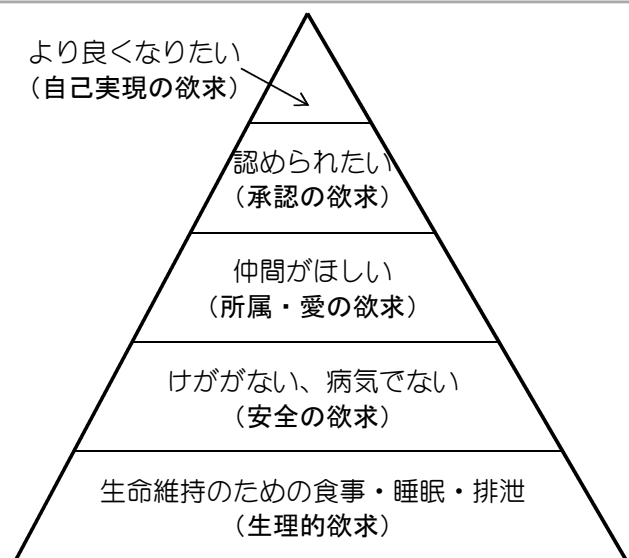 より良くなりたい
（自己実現の欲求）
認められたい
（承認の欲求）
仲間がほしい
（所属・愛の欲求）
けががない、病気でない
（安全の欲求）
生命維持のための食事・睡眠・排泄
（生理的欲求）